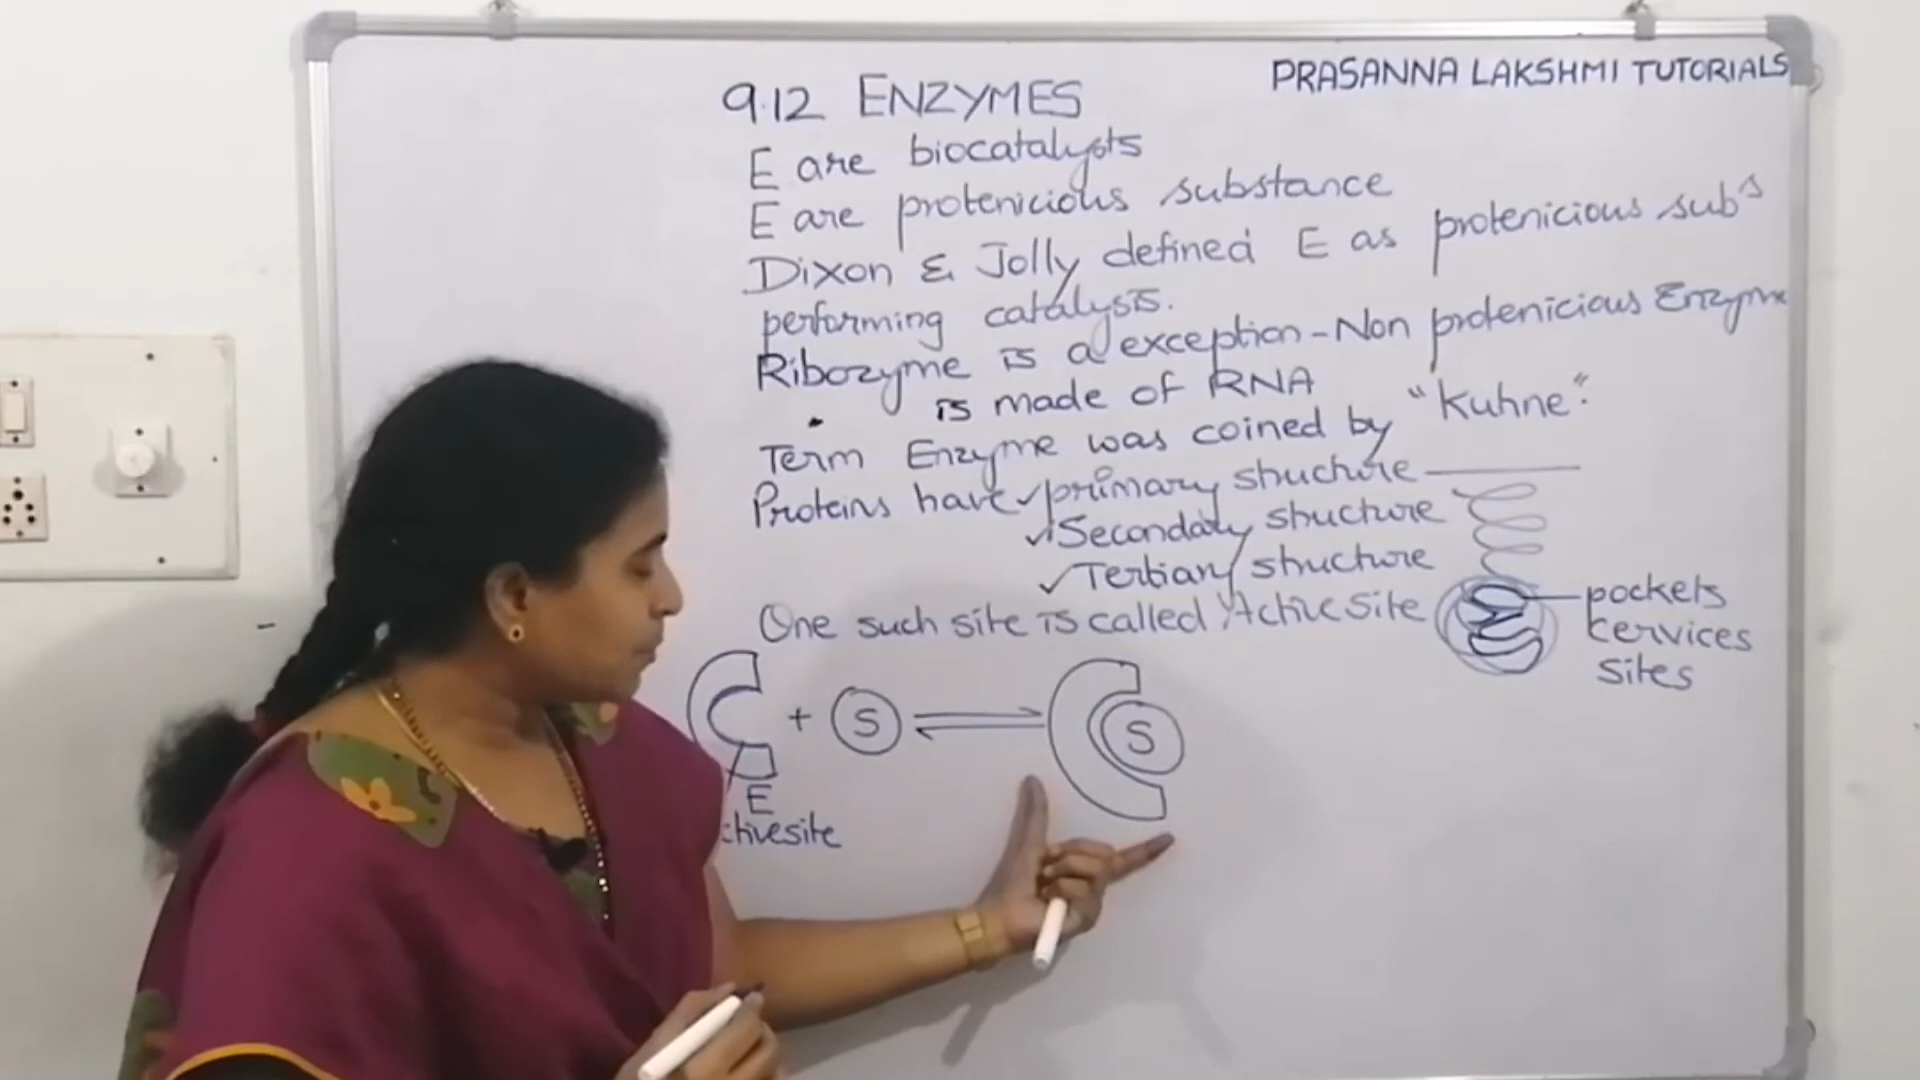 PRASANNA LAKSHMI TUTORIALS
9.12 ENZYMES
E are biocatalysts
E are protenicious substance
Dixon & Jolly defined E as protenicious subs
performing catalysis.
Ribozyme is a exception - Non protenicious Enzyme
is made of RNA
Term Enzyme was coined by "Kuhne".
Proteins have ✓primary structure
✓Secondary structure
✓Tertiary structure
pockets
cervices
sites
One such site is called Active Site
+ S ⇌ S
E
ctivesite